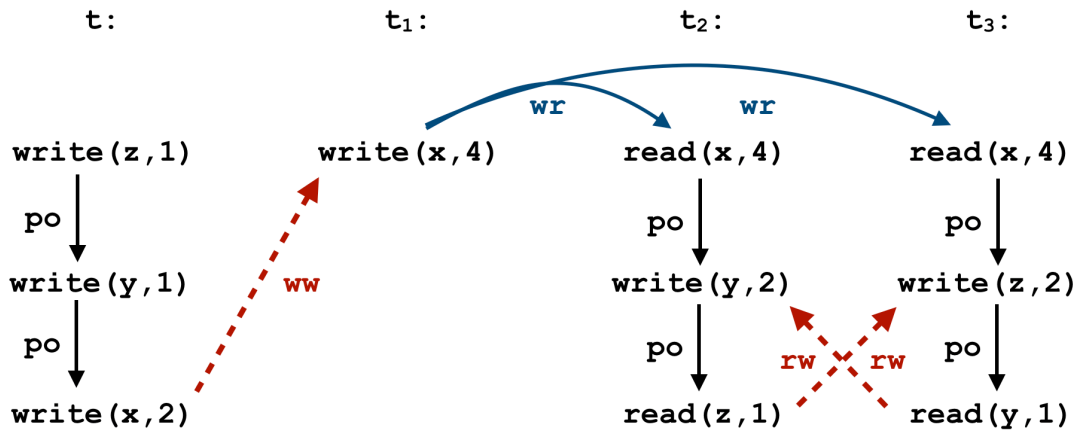 t: t₁: t₂: t₃:
wr wr
write(z,1) write(x,4) read(x,4) read(x,4)
po po po
write(y,1) ww write(y,2) write(z,2)
po po rw rw po
write(x,2) read(z,1) read(y,1)